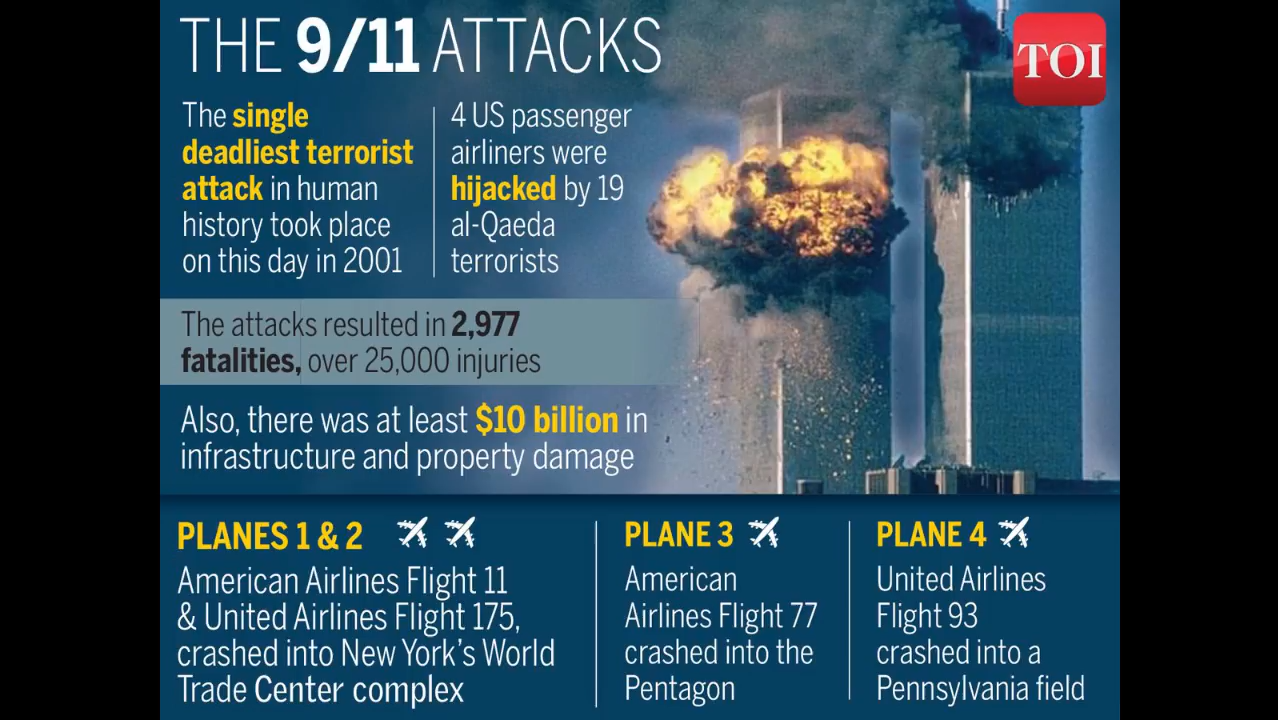 THE 9/11 ATTACKS
TOI
The single
deadliest terrorist
attack in human
history took place
on this day in 2001
4 US passenger
airliners were
hijacked by 19
al-Qaeda
terrorists
The attacks resulted in 2,977
fatalities, over 25,000 injuries
Also, there was at least $10 billion in
infrastructure and property damage
PLANES 1 & 2
American Airlines Flight 11
& United Airlines Flight 175,
crashed into New York's World
Trade Center complex
PLANE 3
American
Airlines Flight 77
crashed into the
Pentagon
PLANE 4
United Airlines
Flight 93
crashed into a
Pennsylvania field